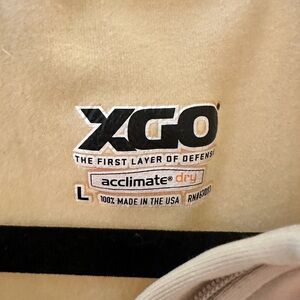 XGO
THE FIRST LAYER OF DEFENSE
acclimate® dry
L 100% MADE IN THE USA